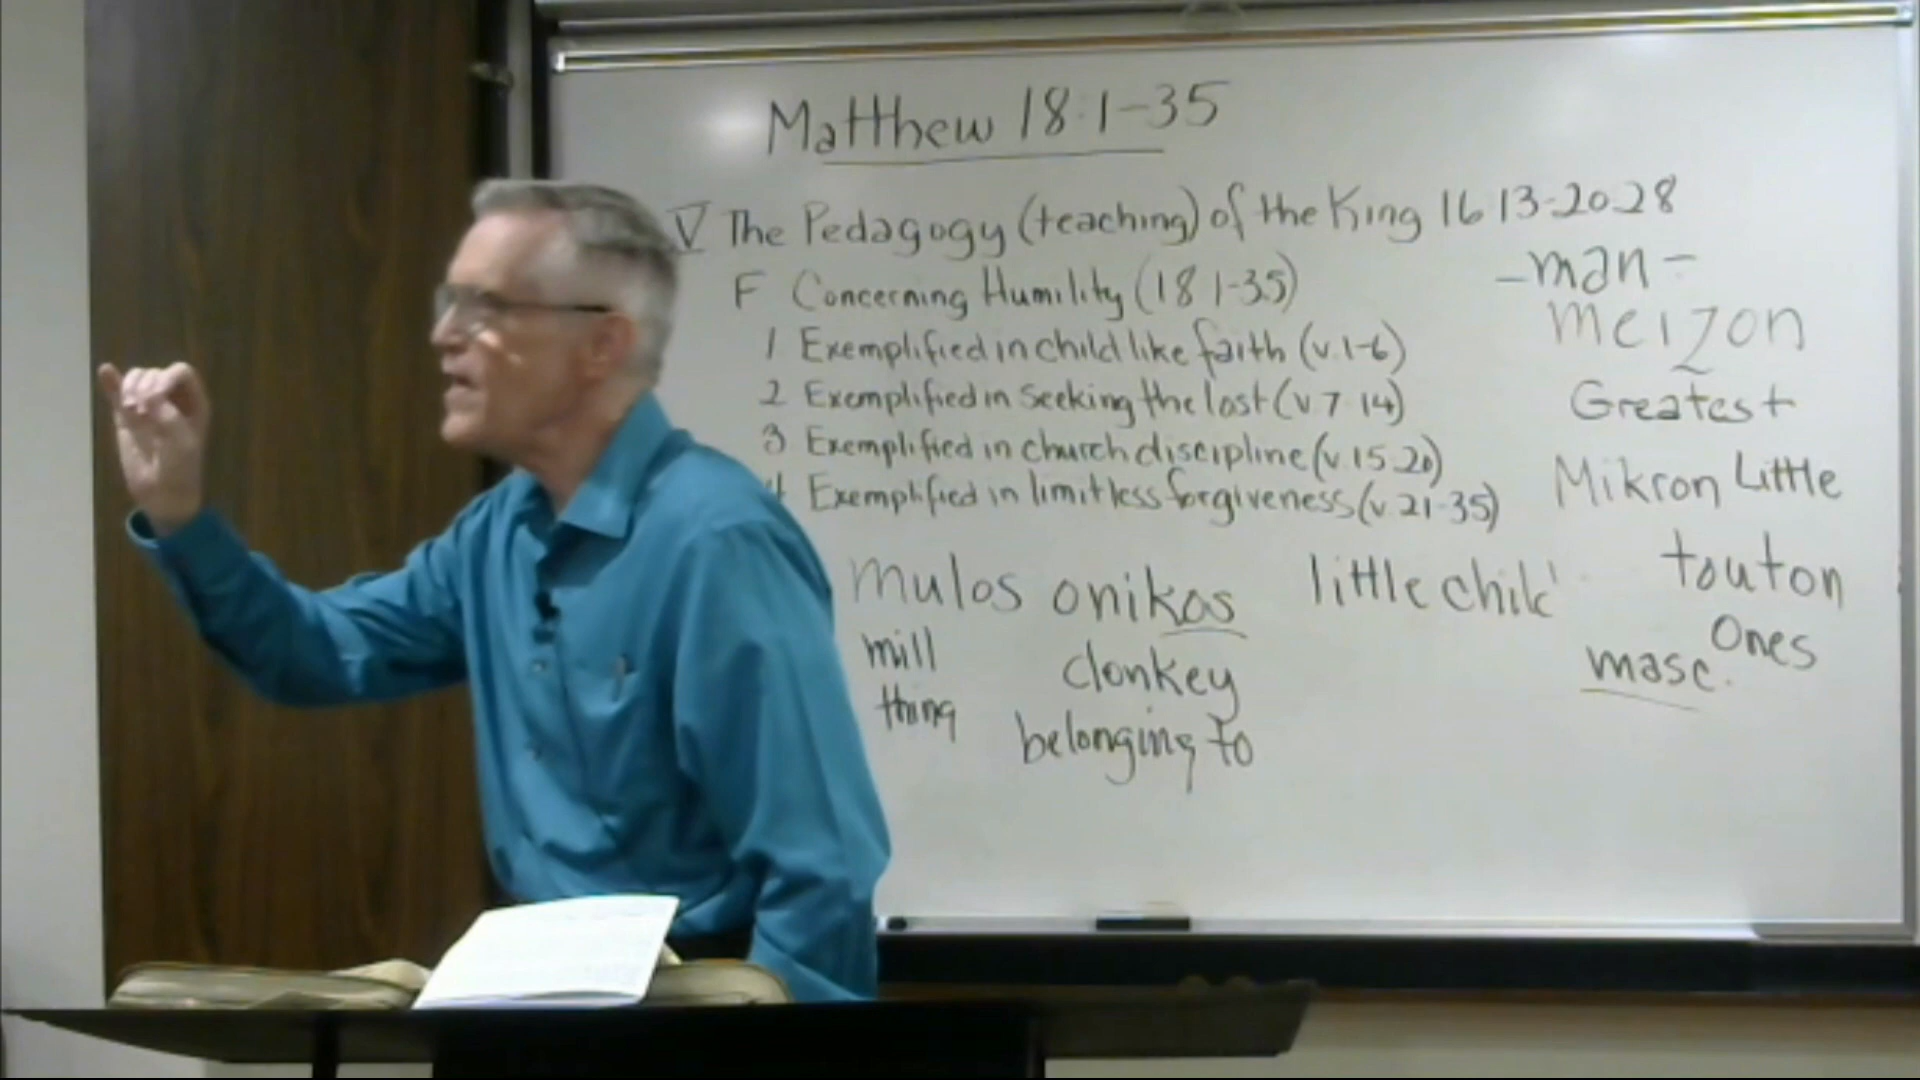 Matthew 18:1-35
V The Pedagogy (teaching) of the King 16 13-20 28
F Concerning Humility (18 1-35)
1 Exemplified in child like faith (v. 1-6)
2 Exemplified in seeking the lost (v 7 14)
3 Exemplified in church discipline (v. 15-20)
4 Exemplified in limitless forgiveness (v 21-35)
-man-
meizon
Greatest
Mikron Little
touton
Ones
masc.
mulos onikos little child
mill donkey
thing belonging to